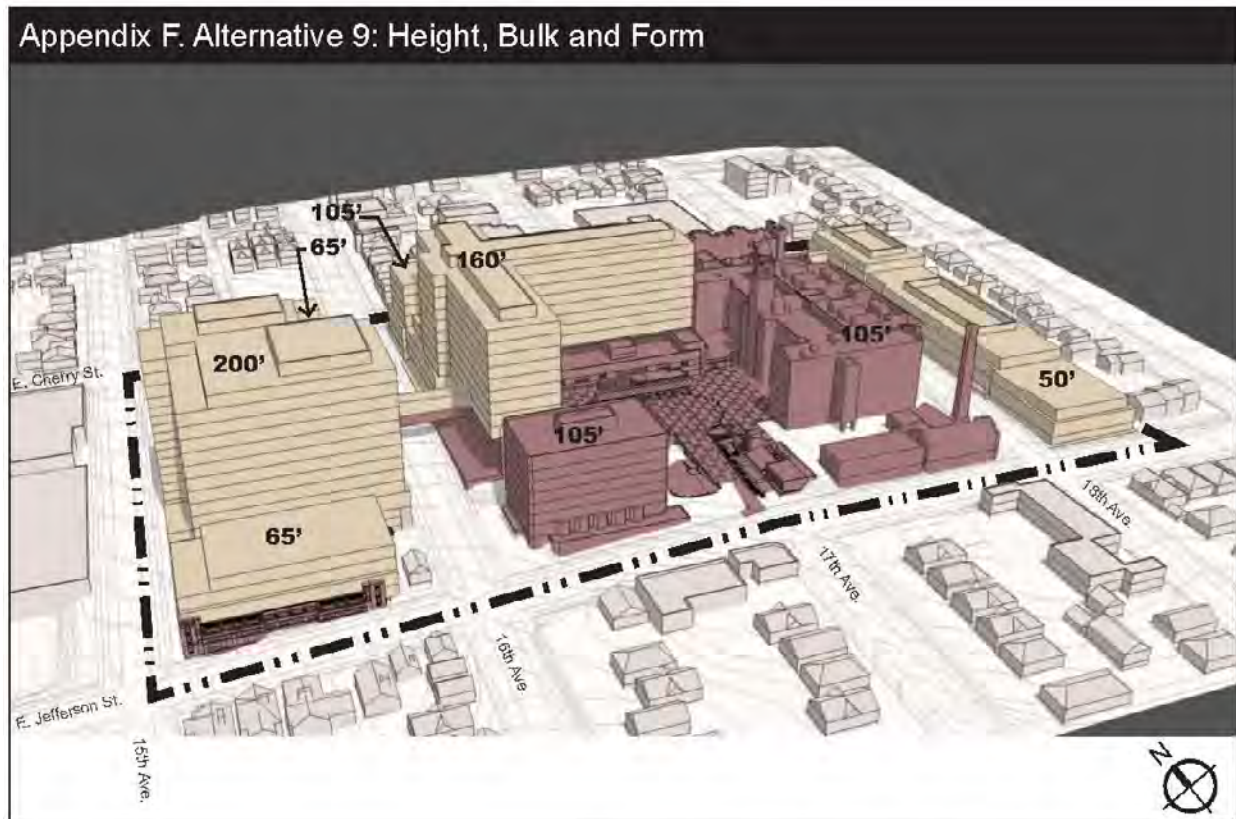 Appendix F. Alternative 9: Height, Bulk and Form
105'
65'
160'
200'
105'
50'
E. Cherry St.
105'
65'
18th Ave.
17th Ave.
16th Ave.
E. Jefferson St.
15th Ave.
N